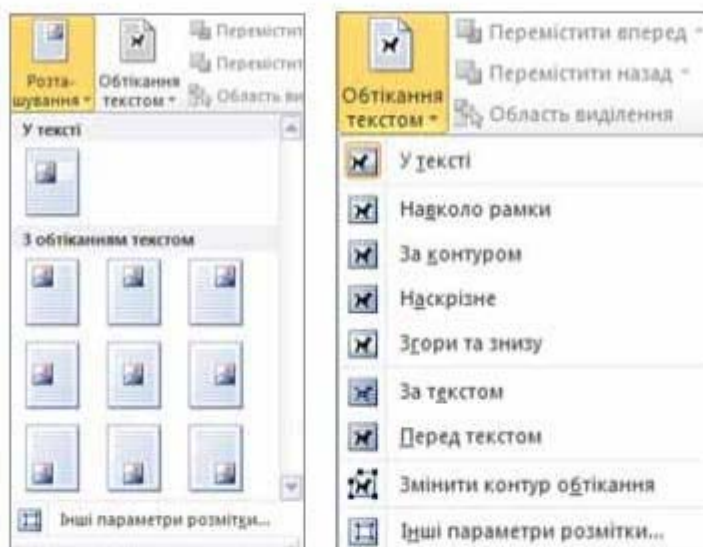 Розта-
шування
Обтікання
текстом
Перемістит
Перемістит
Область ви
У тексті
З обтіканням текстом
Інші параметри розмітки...
Обтікання
текстом
Перемістити вперед
Перемістити назад
Область виділення
У тексті
Навколо рамки
За контуром
Наскрізне
Згори та знизу
За текстом
Перед текстом
Змінити контур обтікання
Інші параметри розмітки...